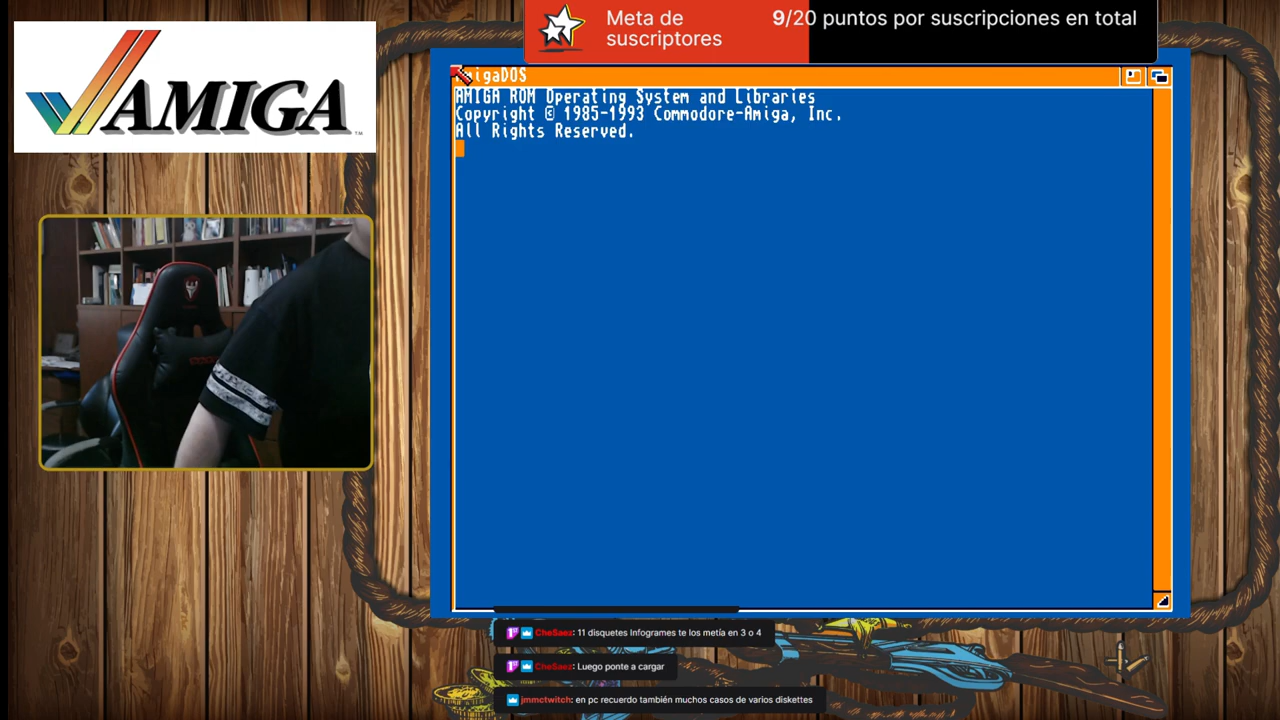 Meta de
suscriptores
9/20 puntos por suscripciones en total
AMIGA
TM
AmigaDOS
AMIGA ROM Operating System and Libraries
Copyright © 1985-1993 Commodore-Amiga, Inc.
All Rights Reserved.
CheSaez: 11 disquetes Infogrames te los metía en 3 o 4
CheSaez: Luego ponte a cargar
jmmctwitch: en pc recuerdo también muchos casos de varios diskettes